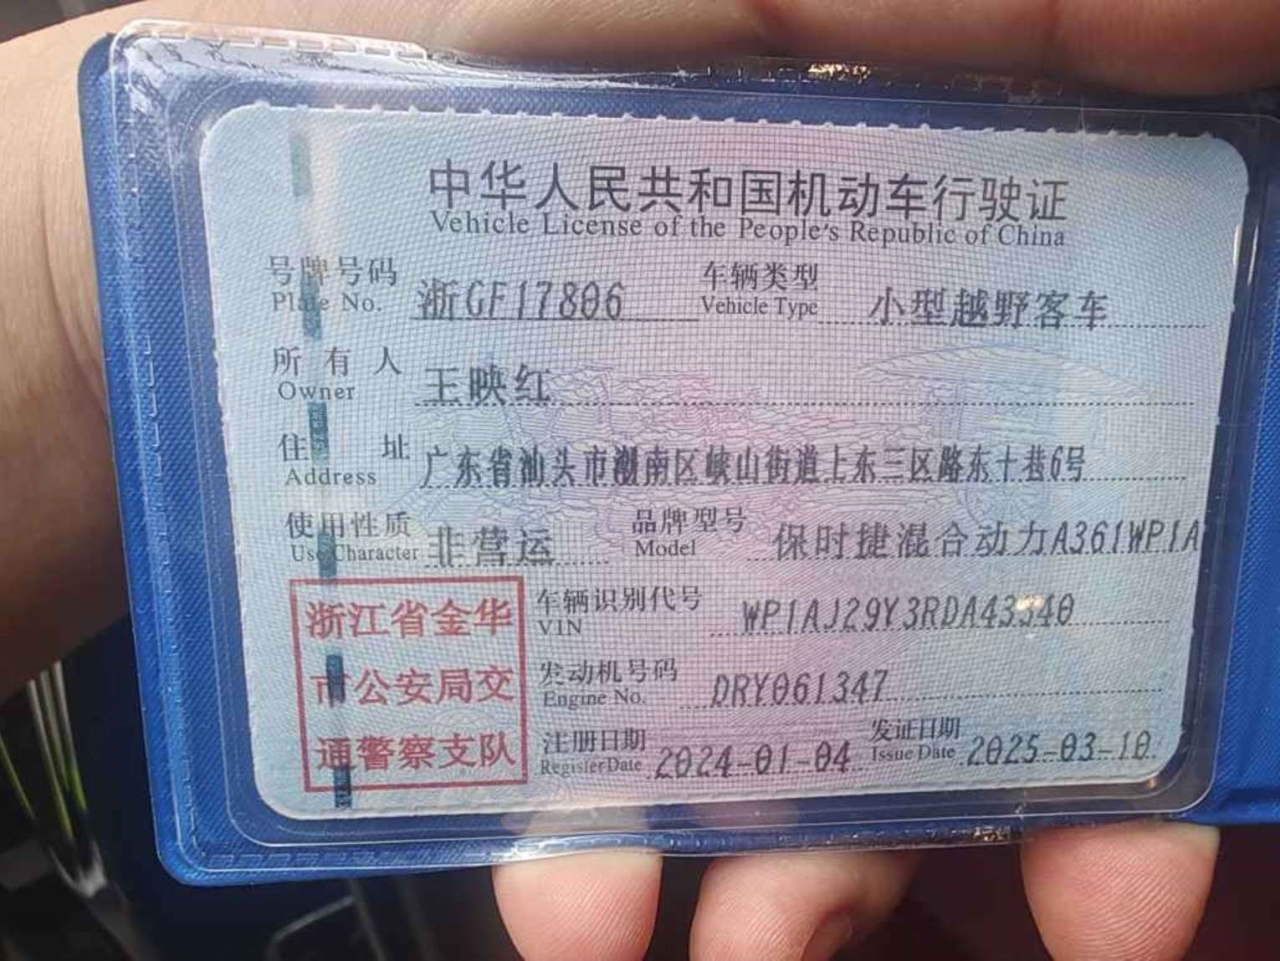 中华人民共和国机动车行驶证
Vehicle License of the People's Republic of China
号牌号码 浙GF17806 车辆类型 小型越野客车
Plate No. Vehicle Type
所有人 王映红
Owner
住址 广东省汕头市潮南区峡山街道上东三区路东十巷6号
Address
使用性质 非营运 品牌型号 保时捷混合动力A361WP1A
Use Character Model
浙江省金华
市公安局交
通警察支队
车辆识别代号 WP1AJ29Y3RDA43340
VIN
发动机号码 DRY061347
Engine No.
注册日期 2024-01-04 发证日期 2025-03-10
Register Date Issue Date